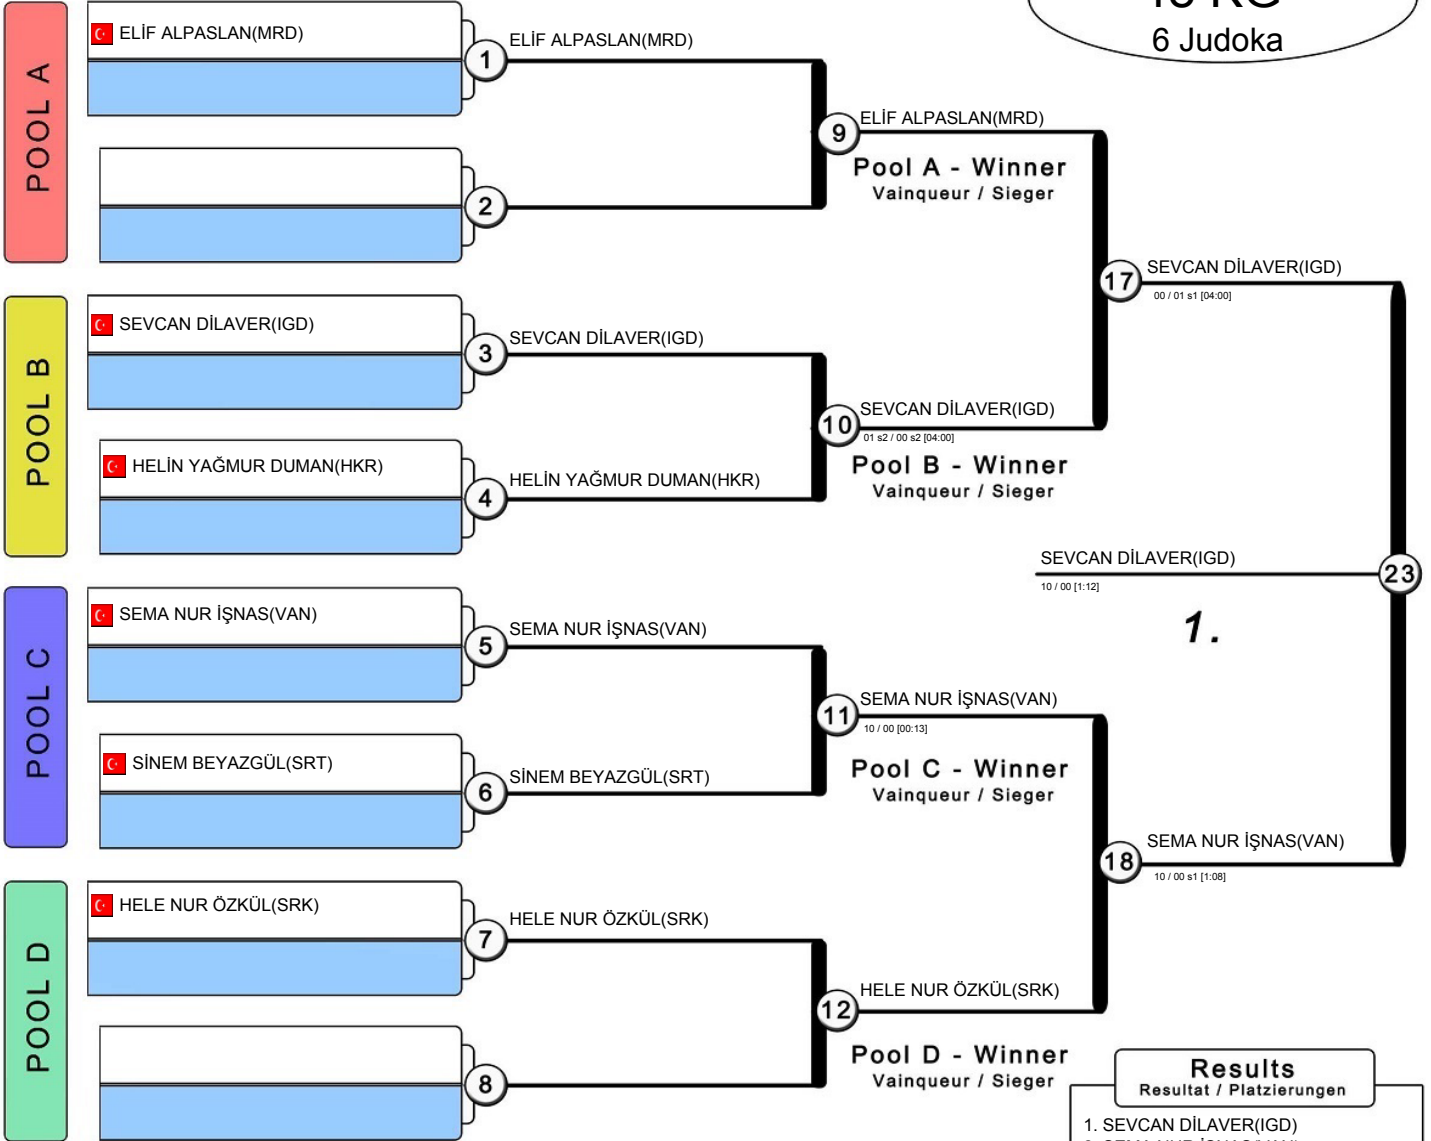 6 Judoka
POOL A
ELİF ALPASLAN(MRD)
1
ELİF ALPASLAN(MRD)
2
9
ELİF ALPASLAN(MRD)
Pool A - Winner
Vainqueur / Sieger
POOL B
SEVCAN DİLAVER(IGD)
3
SEVCAN DİLAVER(IGD)
HELİN YAĞMUR DUMAN(HKR)
4
HELİN YAĞMUR DUMAN(HKR)
10
SEVCAN DİLAVER(IGD)
01 s2 / 00 s2 [04:00]
Pool B - Winner
Vainqueur / Sieger
17
SEVCAN DİLAVER(IGD)
00 / 01 s1 [04:00]
SEVCAN DİLAVER(IGD)
10 / 00 [1:12]
23
1.
POOL C
SEMA NUR İŞNAS(VAN)
5
SEMA NUR İŞNAS(VAN)
SİNEM BEYAZGÜL(SRT)
6
SİNEM BEYAZGÜL(SRT)
11
SEMA NUR İŞNAS(VAN)
10 / 00 [00:13]
Pool C - Winner
Vainqueur / Sieger
18
SEMA NUR İŞNAS(VAN)
10 / 00 s1 [1:08]
POOL D
HELE NUR ÖZKÜL(SRK)
7
HELE NUR ÖZKÜL(SRK)
8
12
HELE NUR ÖZKÜL(SRK)
Pool D - Winner
Vainqueur / Sieger
Results
Resultat / Platzierungen
1. SEVCAN DİLAVER(IGD)